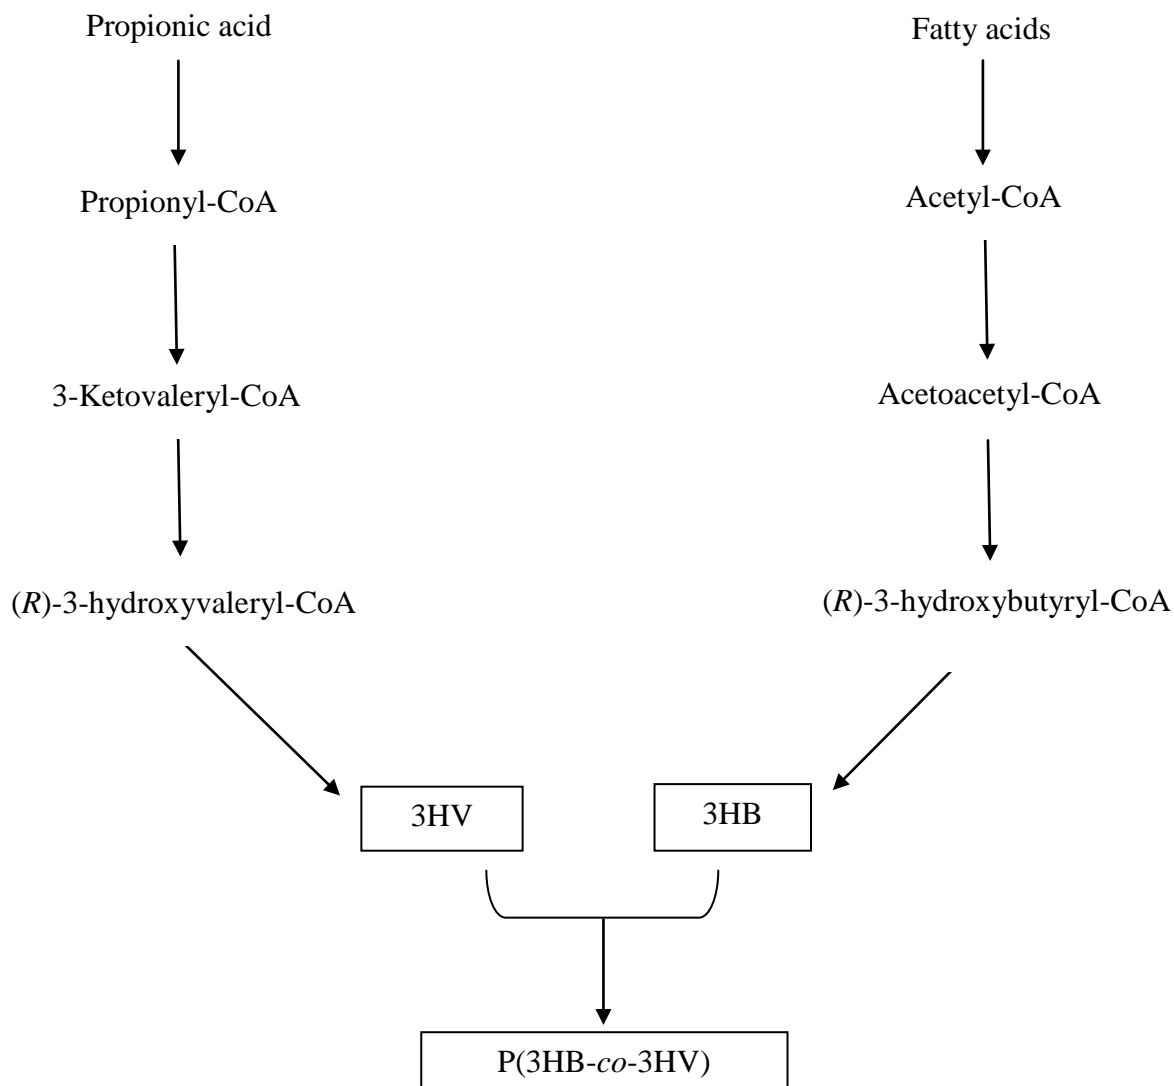 Propionic acid
Fatty acids
Propionyl-CoA
Acetyl-CoA
3-Ketovaleryl-CoA
Acetoacetyl-CoA
(R)-3-hydroxyvaleryl-CoA
(R)-3-hydroxybutyryl-CoA
3HV
3HB
P(3HB-co-3HV)